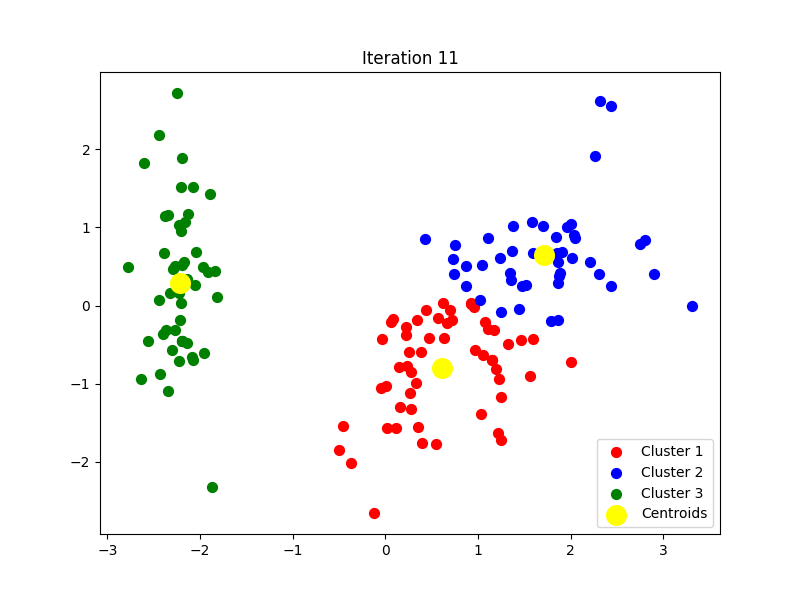 Iteration 11
2
1
0
−1
−2
−3
−2
−1
0
1
2
3
Cluster 1
Cluster 2
Cluster 3
Centroids